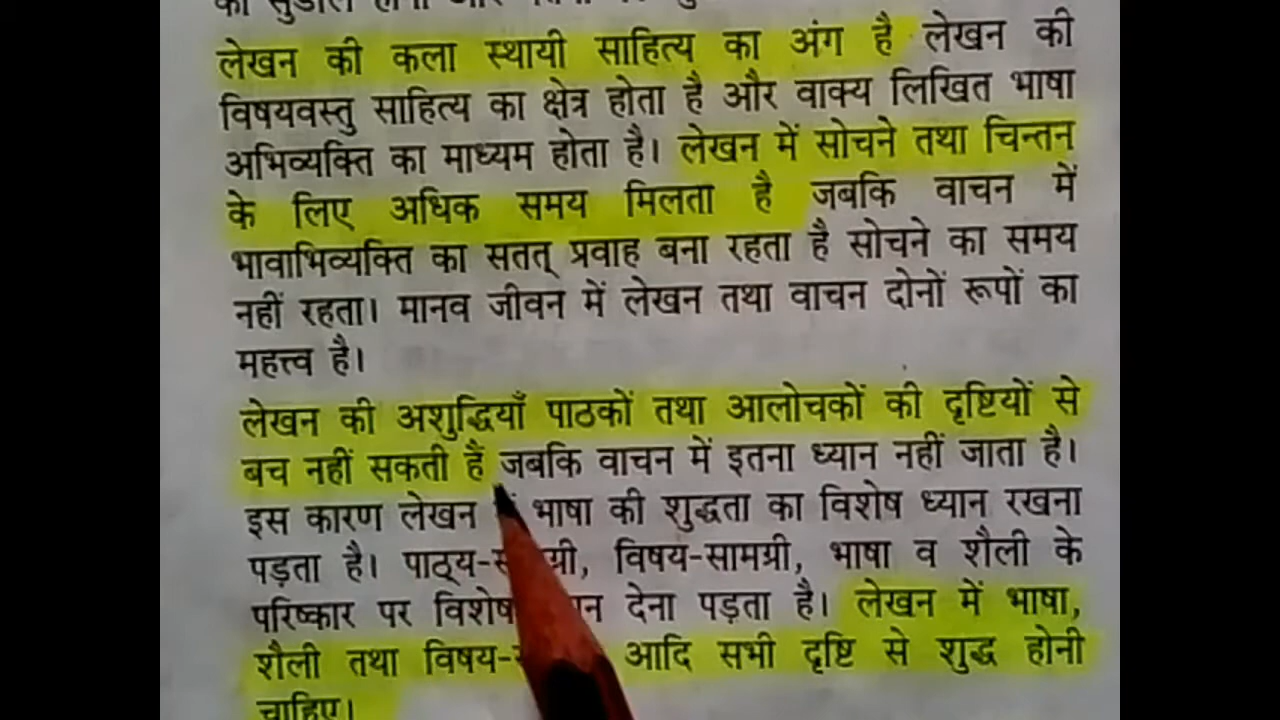 लेखन की कला स्थायी साहित्य का अंग है लेखन की
विषयवस्तु साहित्य का क्षेत्र होता है और वाक्य लिखित भाषा
अभिव्यक्ति का माध्यम होता है। लेखन में सोचने तथा चिन्तन
के लिए अधिक समय मिलता है जबकि वाचन में
भावाभिव्यक्ति का सतत् प्रवाह बना रहता है सोचने का समय
नहीं रहता। मानव जीवन में लेखन तथा वाचन दोनों रूपों का
महत्त्व है।
लेखन की अशुद्धियाँ पाठकों तथा आलोचकों की दृष्टियों से
बच नहीं सकती हैं जबकि वाचन में इतना ध्यान नहीं जाता है।
इस कारण लेखन भाषा की शुद्धता का विशेष ध्यान रखना
पड़ता है। विषय-सामग्री, भाषा व शैली के
परिष्कार पर विशेष देना पड़ता है। लेखन में भाषा,
शैली तथा आदि सभी दृष्टि से शुद्ध होनी
चाहिए।